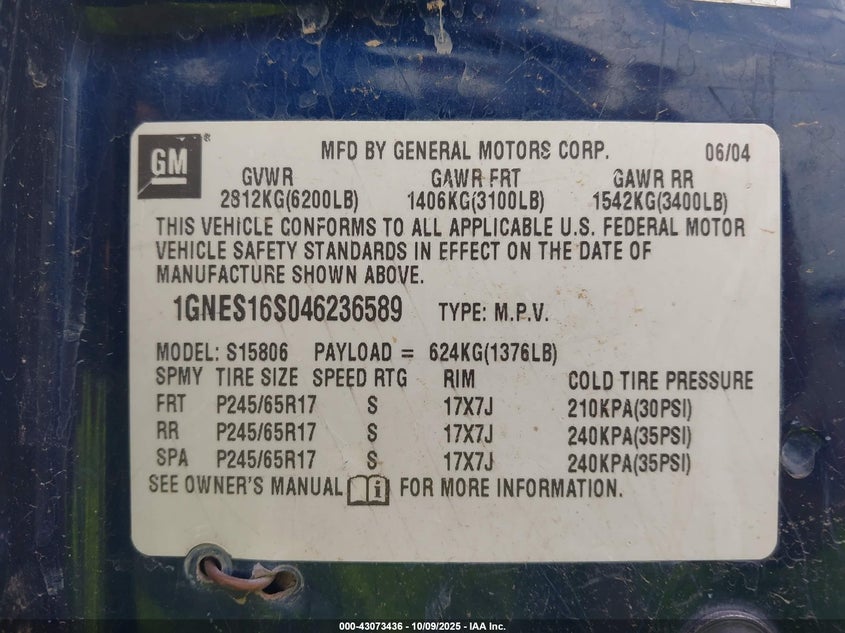 GM
MFD BY GENERAL MOTORS CORP. 06/04
GVWR GAWR FRT GAWR RR
2812KG(6200LB) 1406KG(3100LB) 1542KG(3400LB)
THIS VEHICLE CONFORMS TO ALL APPLICABLE U.S. FEDERAL MOTOR
VEHICLE SAFETY STANDARDS IN EFFECT ON THE DATE OF
MANUFACTURE SHOWN ABOVE.
1GNES16S046236589 TYPE: M.P.V.
MODEL: S15806 PAYLOAD = 624KG(1376LB)
SPMY TIRE SIZE SPEED RTG RIM COLD TIRE PRESSURE
FRT P245/65R17 S 17X7J 210KPA(30PSI)
RR P245/65R17 S 17X7J 240KPA(35PSI)
SPA P245/65R17 S 17X7J 240KPA(35PSI)
SEE OWNER'S MANUAL i FOR MORE INFORMATION.
000-43073436 - 10/09/2025 - IAA Inc.